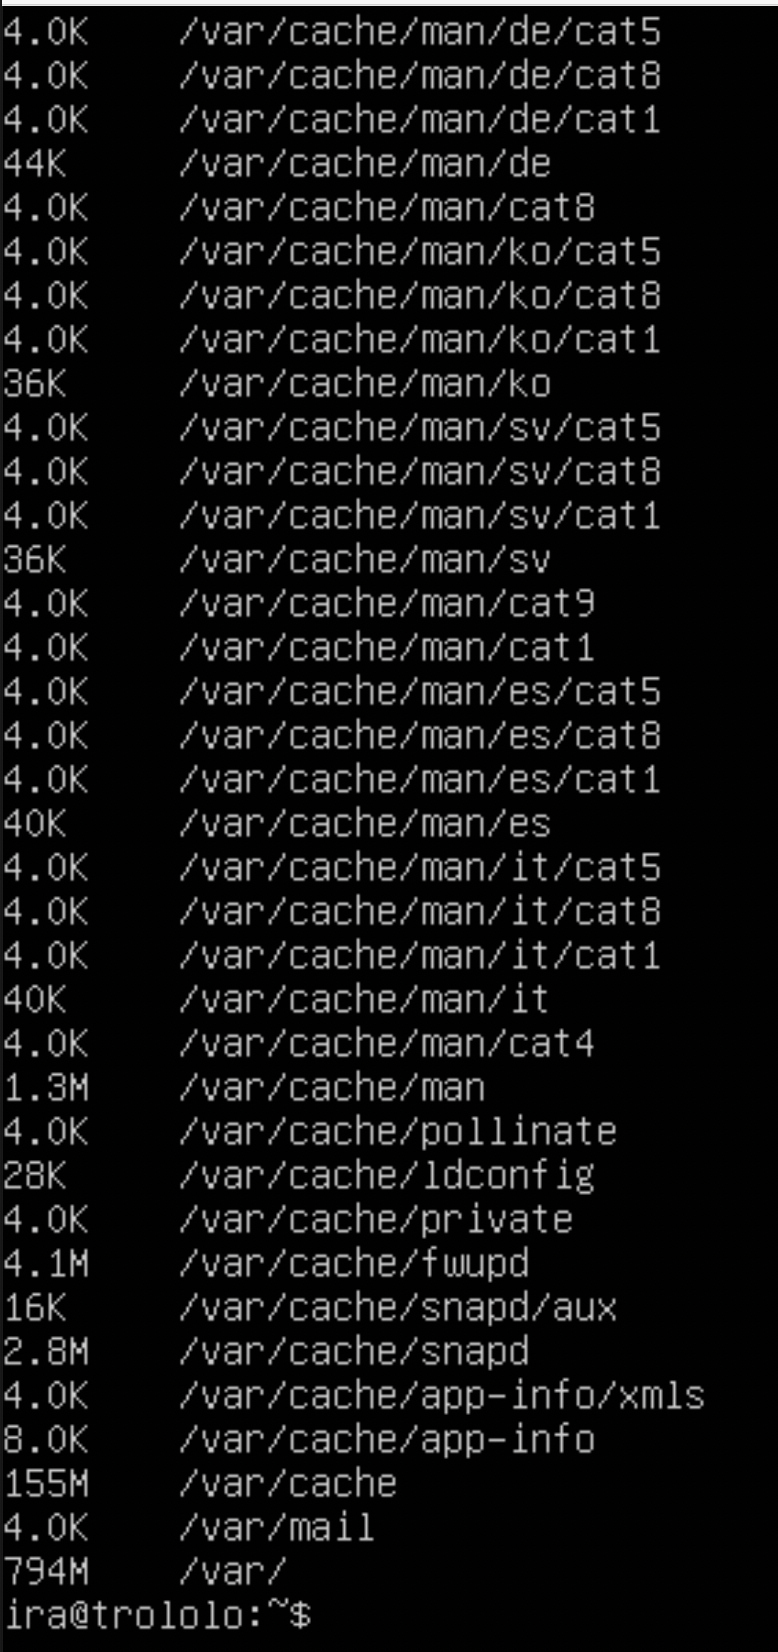 4.0K /var/cache/man/de/cat5
4.0K /var/cache/man/de/cat8
4.0K /var/cache/man/de/cat1
44K /var/cache/man/de
4.0K /var/cache/man/cat8
4.0K /var/cache/man/ko/cat5
4.0K /var/cache/man/ko/cat8
4.0K /var/cache/man/ko/cat1
36K /var/cache/man/ko
4.0K /var/cache/man/sv/cat5
4.0K /var/cache/man/sv/cat8
4.0K /var/cache/man/sv/cat1
36K /var/cache/man/sv
4.0K /var/cache/man/cat9
4.0K /var/cache/man/cat1
4.0K /var/cache/man/es/cat5
4.0K /var/cache/man/es/cat8
4.0K /var/cache/man/es/cat1
40K /var/cache/man/es
4.0K /var/cache/man/it/cat5
4.0K /var/cache/man/it/cat8
4.0K /var/cache/man/it/cat1
40K /var/cache/man/it
4.0K /var/cache/man/cat4
1.3M /var/cache/man
4.0K /var/cache/pollinate
28K /var/cache/ldconfig
4.0K /var/cache/private
4.1M /var/cache/fwupd
16K /var/cache/snapd/aux
2.8M /var/cache/snapd
4.0K /var/cache/app-info/xmls
8.0K /var/cache/app-info
155M /var/cache
4.0K /var/mail
794M /var/
ira@trololo:~$